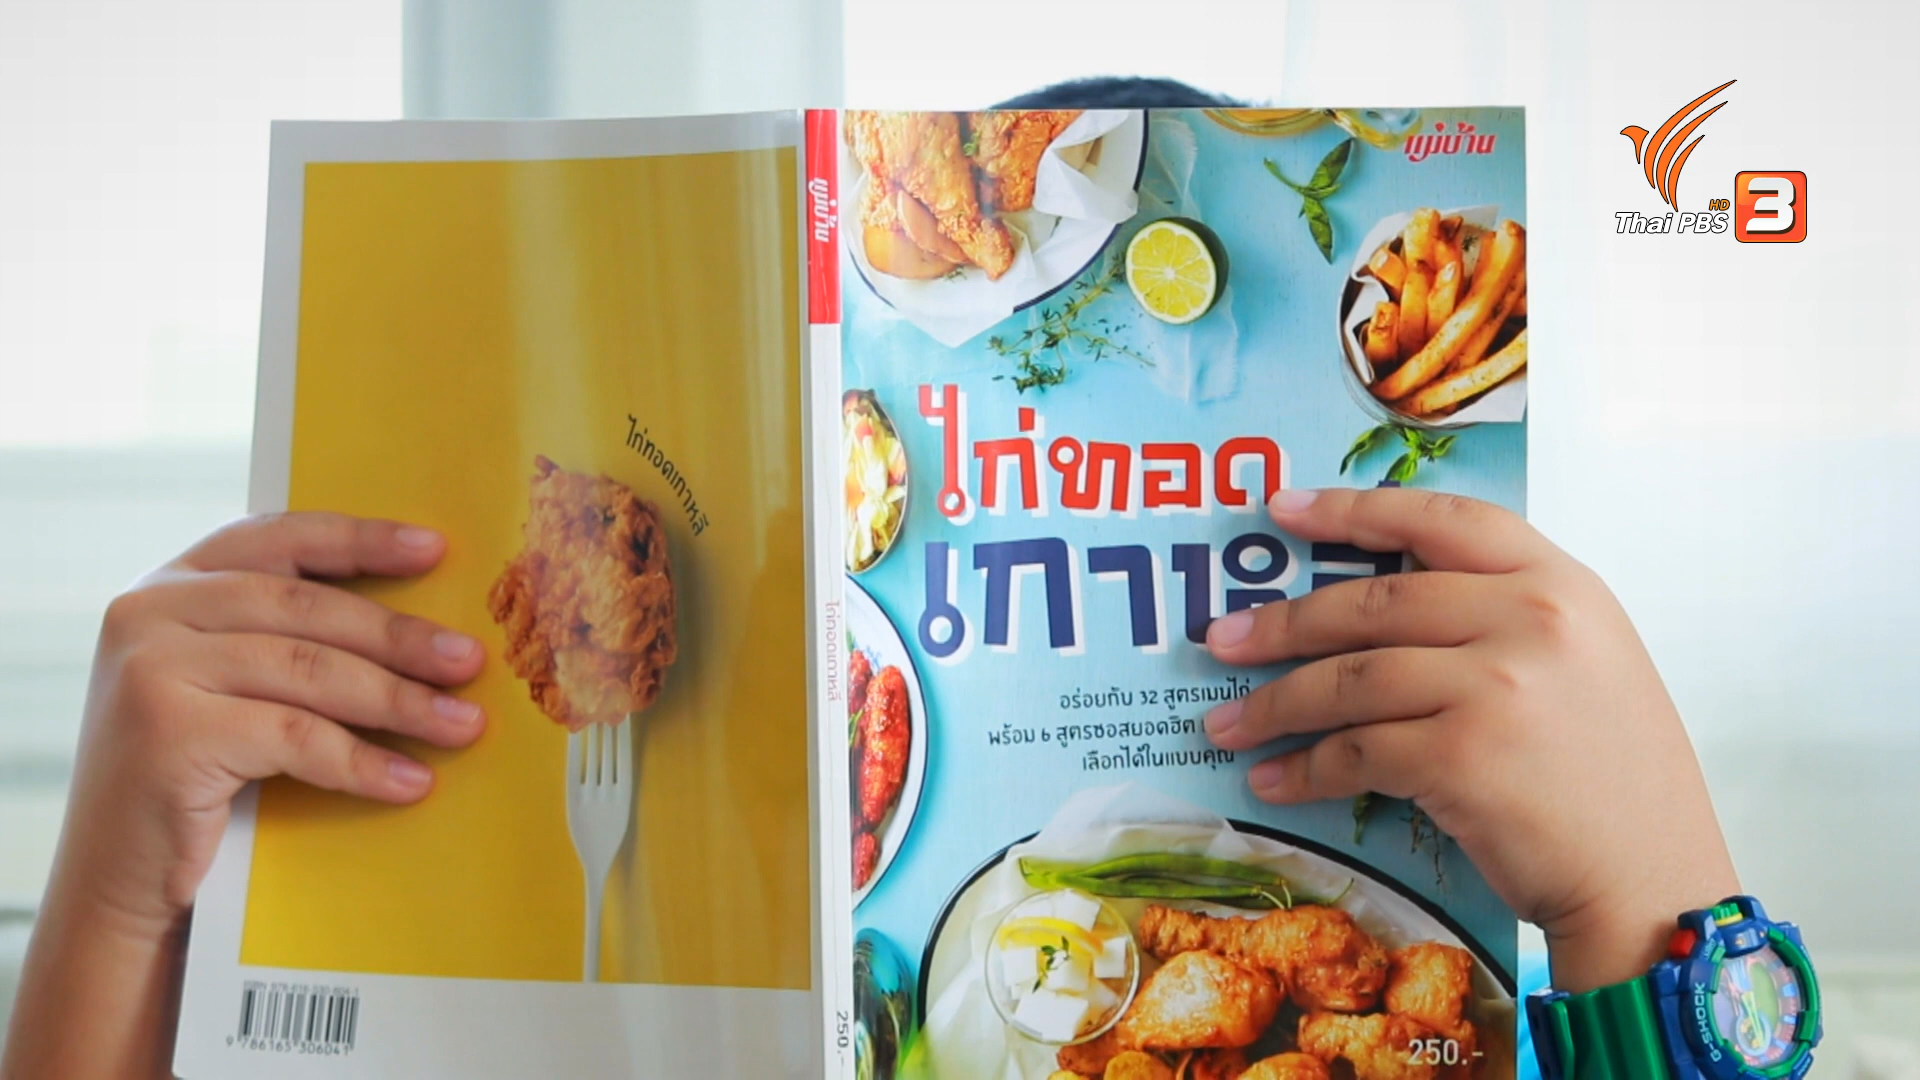 แม่บ้าน
ไก่ทอด
อร่อยกับ 32 สูตรเมนูไก่
พร้อม 6 สูตรซอสยอดฮิต
เลือกได้ในแบบคุณ
250.-
แม่บ้าน
ไก่ทอดเกาหลี
250.-
ไก่ทอดเกาหลี
9 786165 306041
Thai PBS HD 3
G-SHOCK